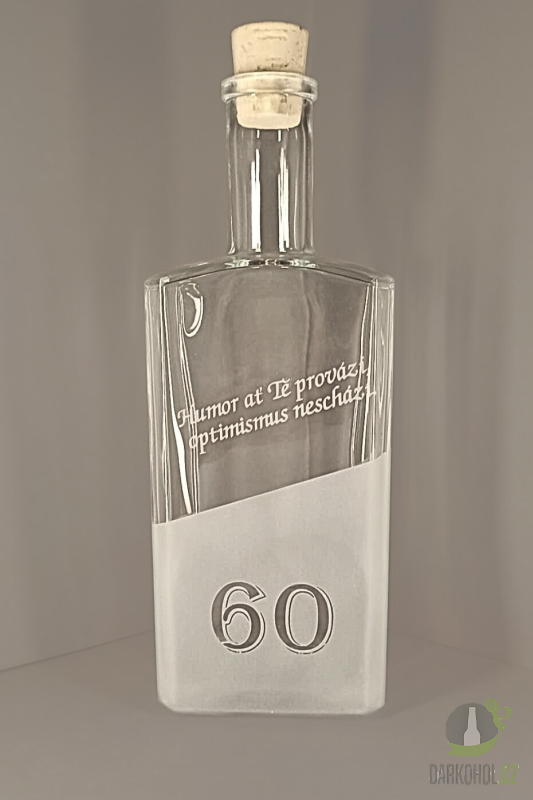 Humor ať Tě provází,
optimismus neschází.
60
DARKOHOL.CZ